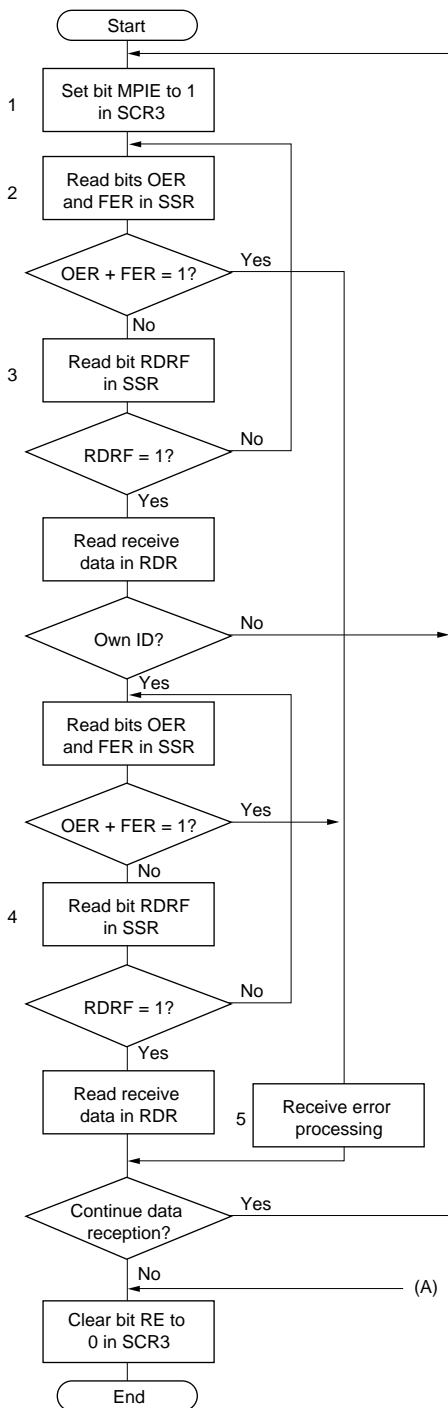 Start
1
Set bit MPIE to 1
in SCR3
2
Read bits OER
and FER in SSR
OER + FER = 1?
Yes
No
3
Read bit RDRF
in SSR
RDRF = 1?
No
Yes
Read receive
data in RDR
Own ID?
No
Yes
Read bits OER
and FER in SSR
OER + FER = 1?
Yes
No
4
Read bit RDRF
in SSR
RDRF = 1?
No
Yes
Read receive
data in RDR
5
Receive error
processing
Continue data
reception?
Yes
No
(A)
Clear bit RE to
0 in SCR3
End